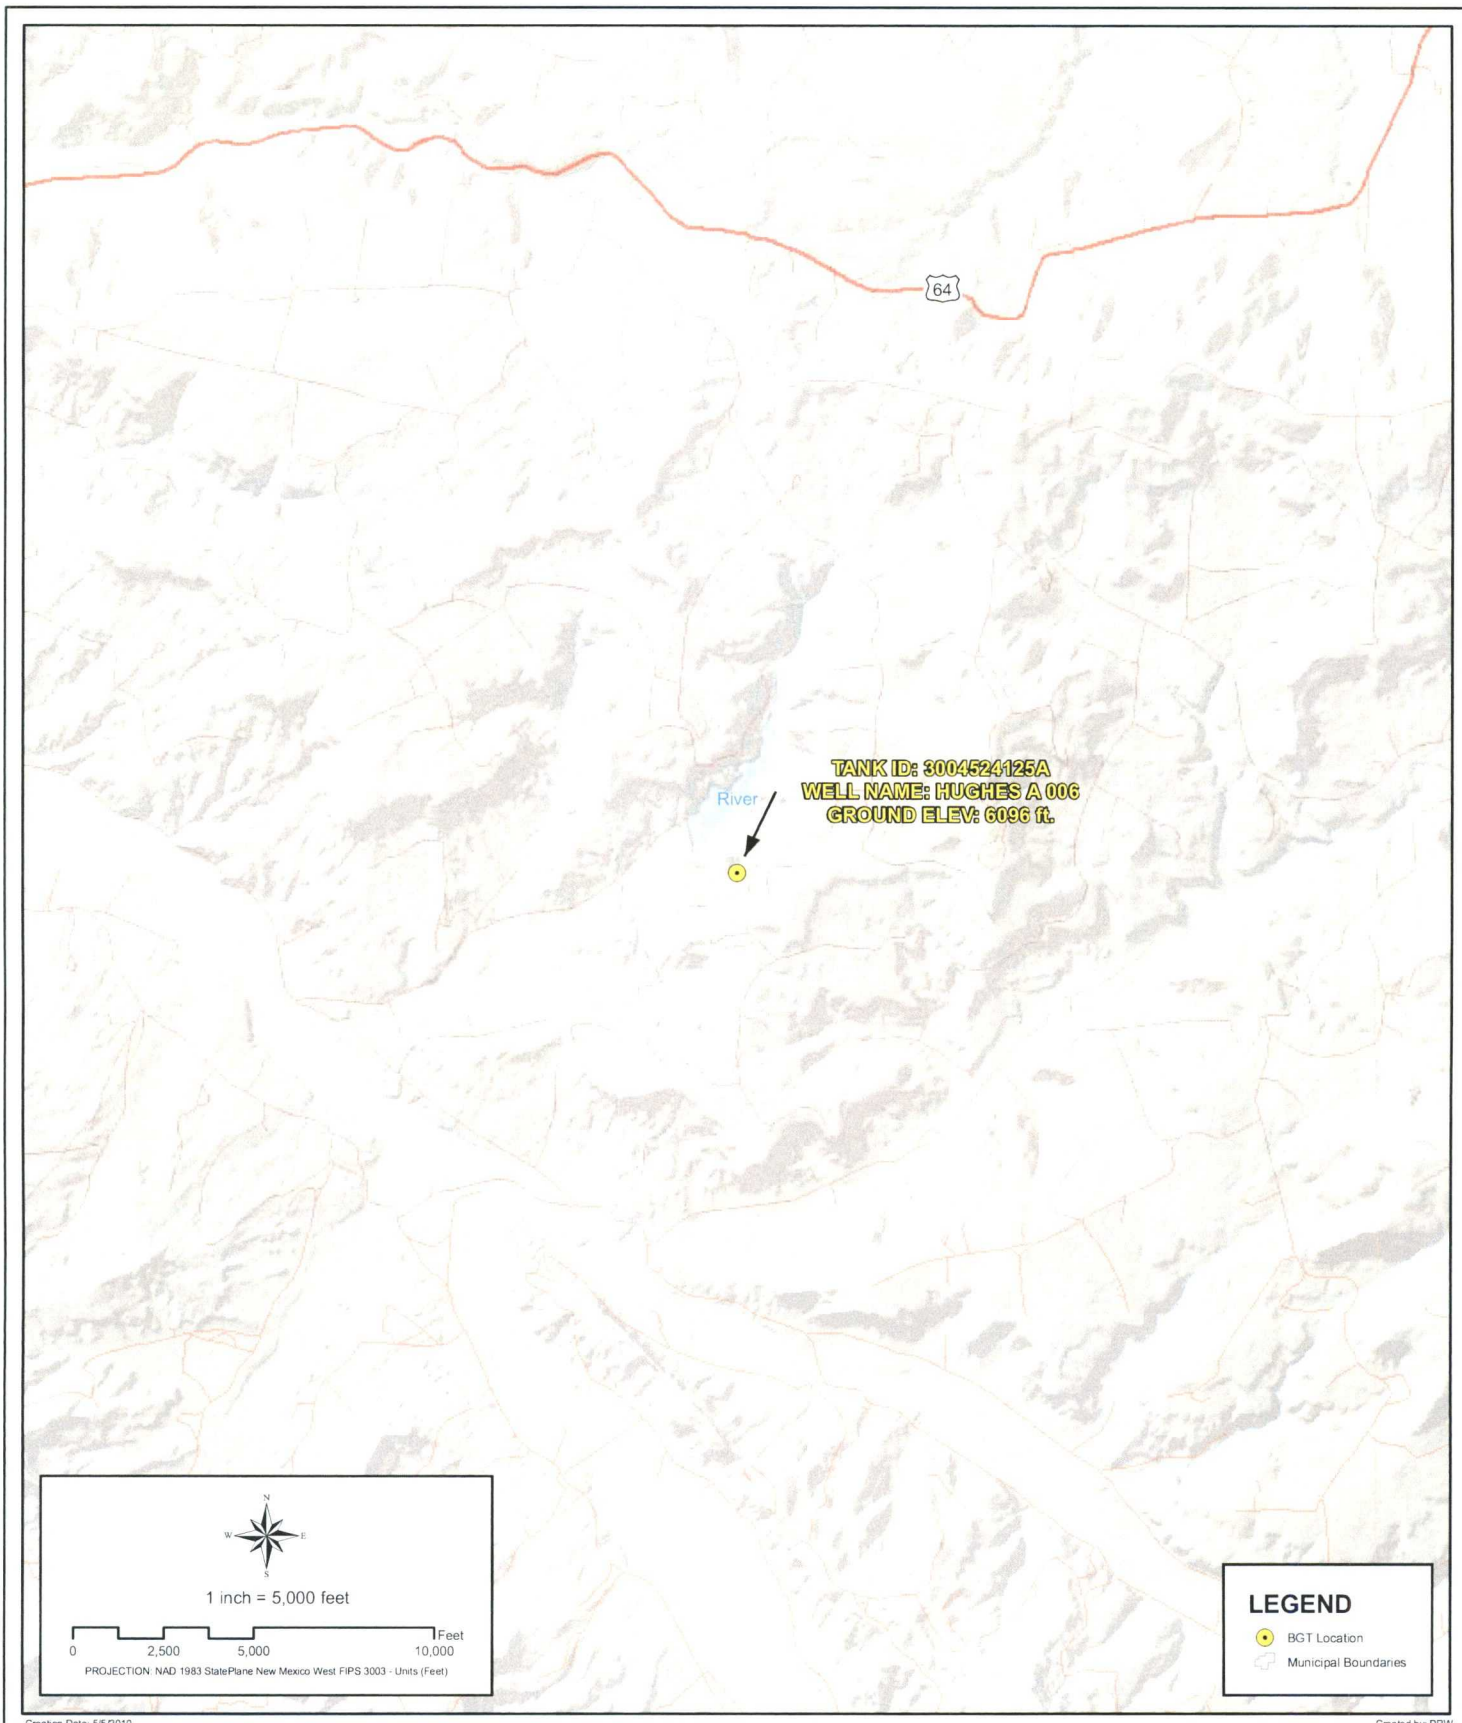 64
TANK ID: 3004524125A
WELL NAME: HUGHES A 006
GROUND ELEV: 6096 ft.
River
N
W E
S
1 inch = 5,000 feet
Feet
0 2,500 5,000 10,000
PROJECTION: NAD 1983 StatePlane New Mexico West FIPS 3003 - Units (Feet)
LEGEND
BGT Location
Municipal Boundaries